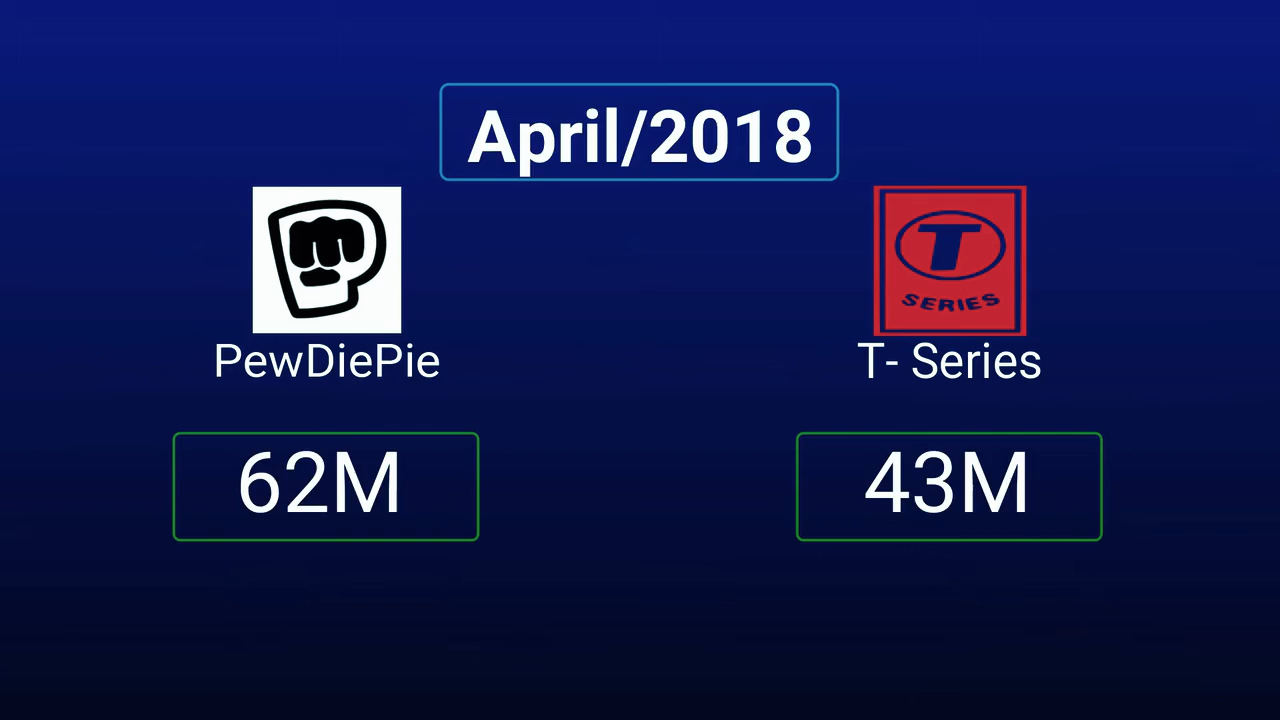 April/2018
T
SERIES
PewDiePie
T- Series
62M
43M